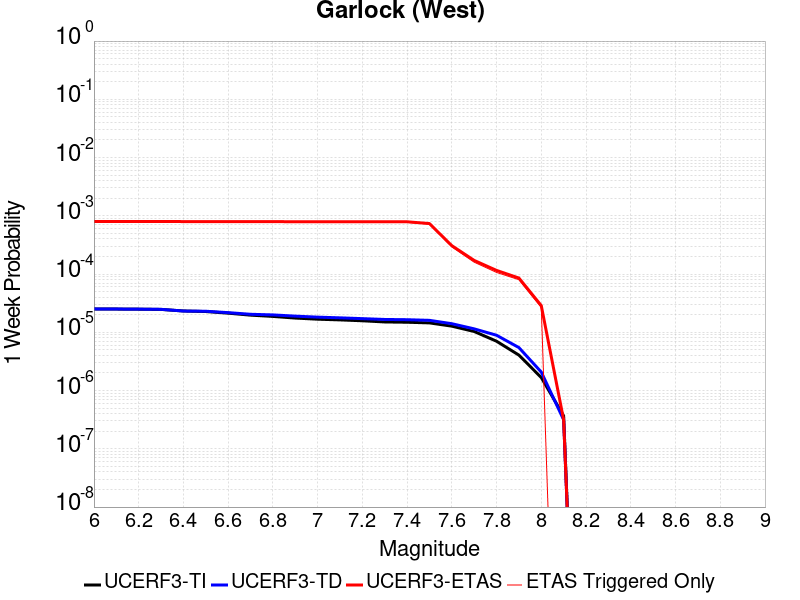 Garlock (West)
10^0
10^-1
10^-2
10^-3
10^-4
10^-5
10^-6
10^-7
10^-8
1 Week Probability
6 6.2 6.4 6.6 6.8 7 7.2 7.4 7.6 7.8 8 8.2 8.4 8.6 8.8 9
Magnitude
UCERF3-TI UCERF3-TD UCERF3-ETAS ETAS Triggered Only